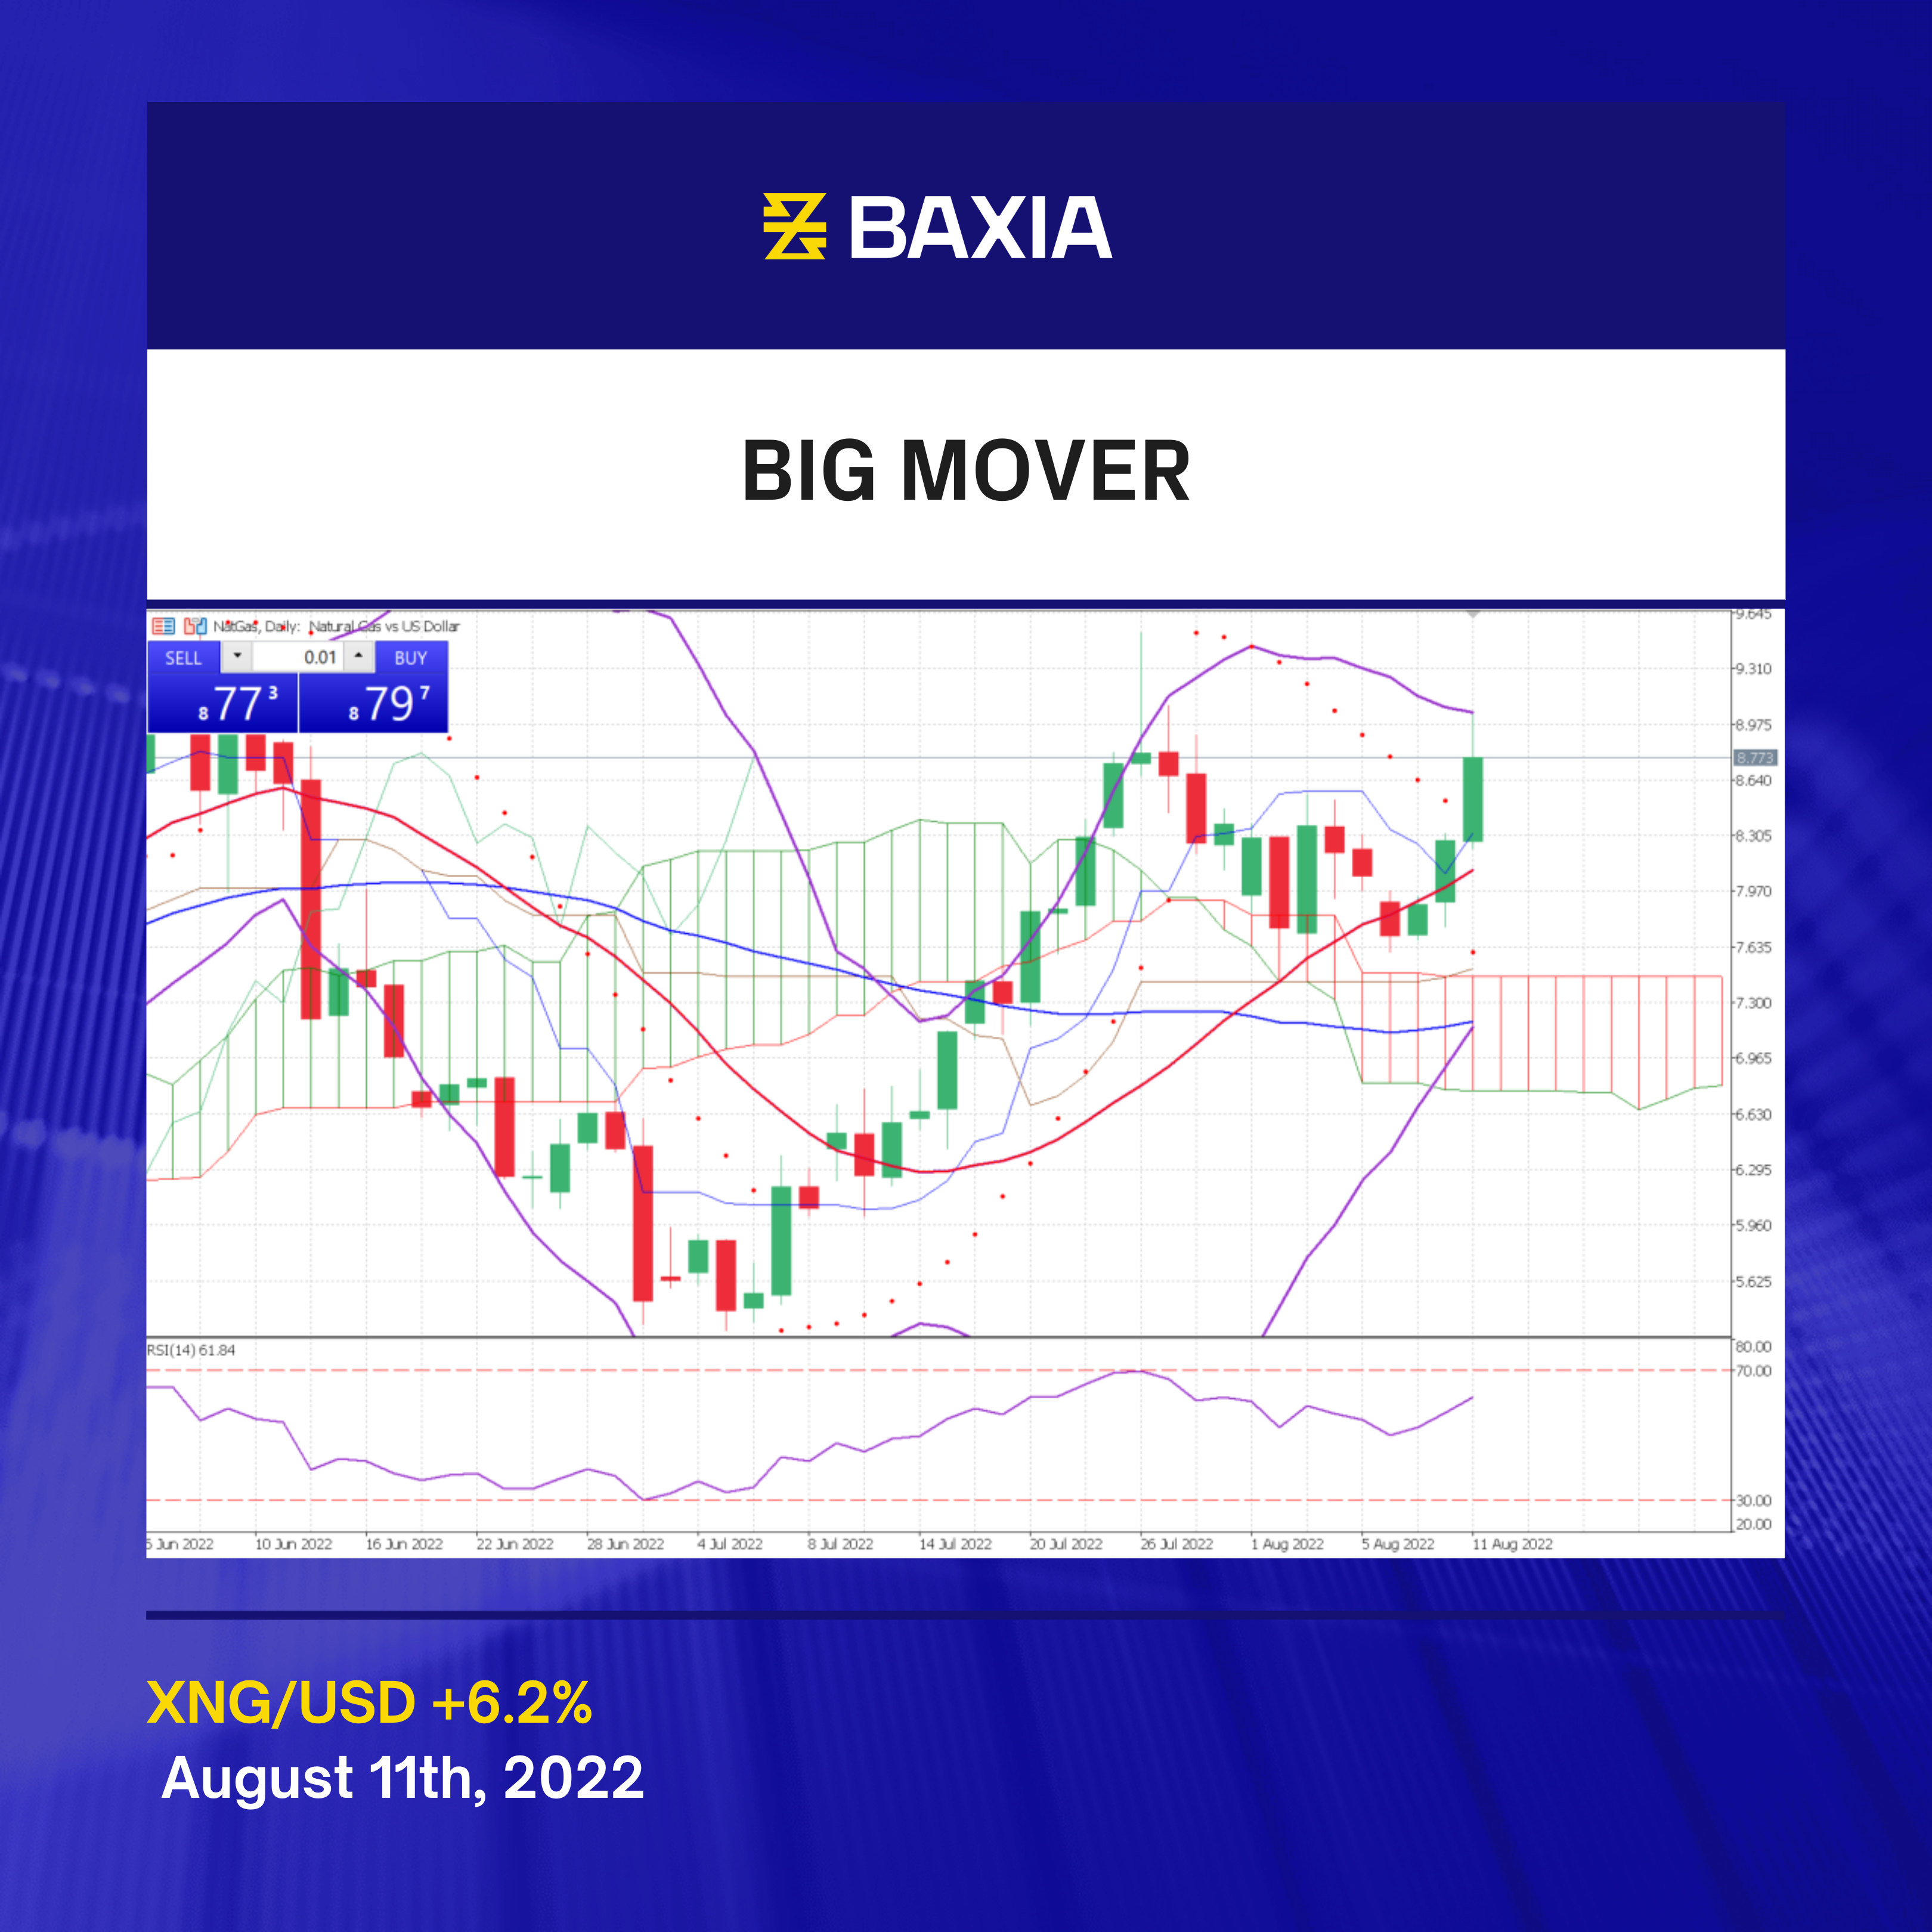 BAXIA
BIG MOVER
NatGas, Daily: Natural Gas vs US Dollar
SELL 0.01 BUY
8 77 3 8 79 7
9.645
9.310
8.975
8.773
8.640
8.305
7.970
7.635
7.300
6.965
6.630
6.295
5.960
5.625
RSI(14) 61.84
80.00
70.00
30.00
20.00
6 Jun 2022 10 Jun 2022 16 Jun 2022 22 Jun 2022 28 Jun 2022 4 Jul 2022 8 Jul 2022 14 Jul 2022 20 Jul 2022 26 Jul 2022 1 Aug 2022 5 Aug 2022 11 Aug 2022
XNG/USD +6.2%
August 11th, 2022